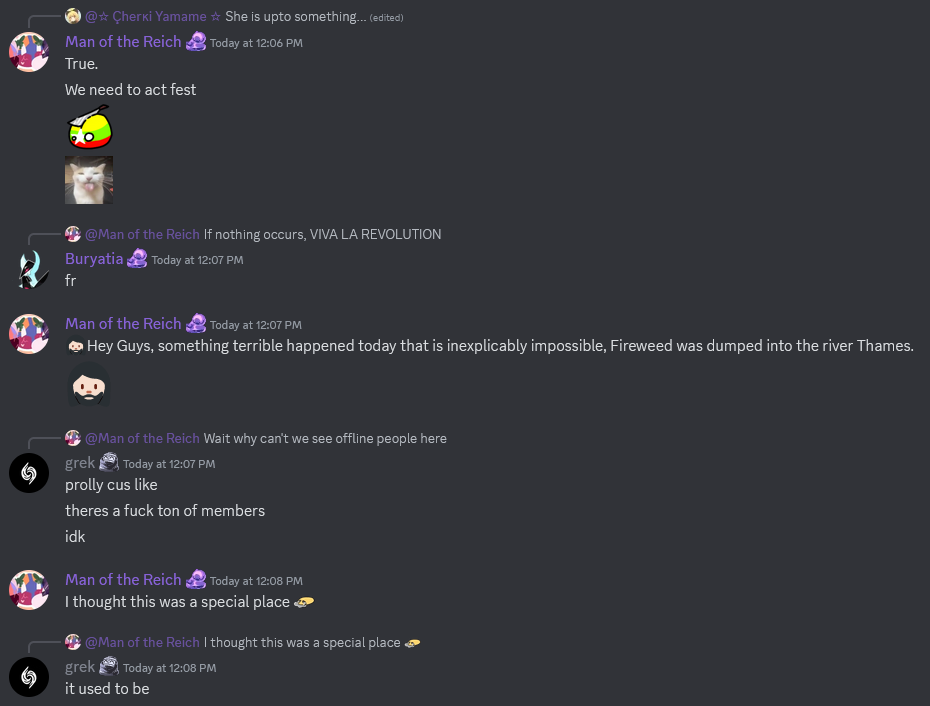 @☆ Çherкi Yamame ☆ She is upto something... (edited)
Man of the Reich Today at 12:06 PM
True.
We need to act fest
@Man of the Reich If nothing occurs, VIVA LA REVOLUTION
Buryatia Today at 12:07 PM
fr
Man of the Reich Today at 12:07 PM
Hey Guys, something terrible happened today that is inexplicably impossible, Fireweed was dumped into the river Thames.
@Man of the Reich Wait why can't we see offline people here
grek Today at 12:07 PM
prolly cus like
theres a fuck ton of members
idk
Man of the Reich Today at 12:08 PM
I thought this was a special place
@Man of the Reich I thought this was a special place
grek Today at 12:08 PM
it used to be